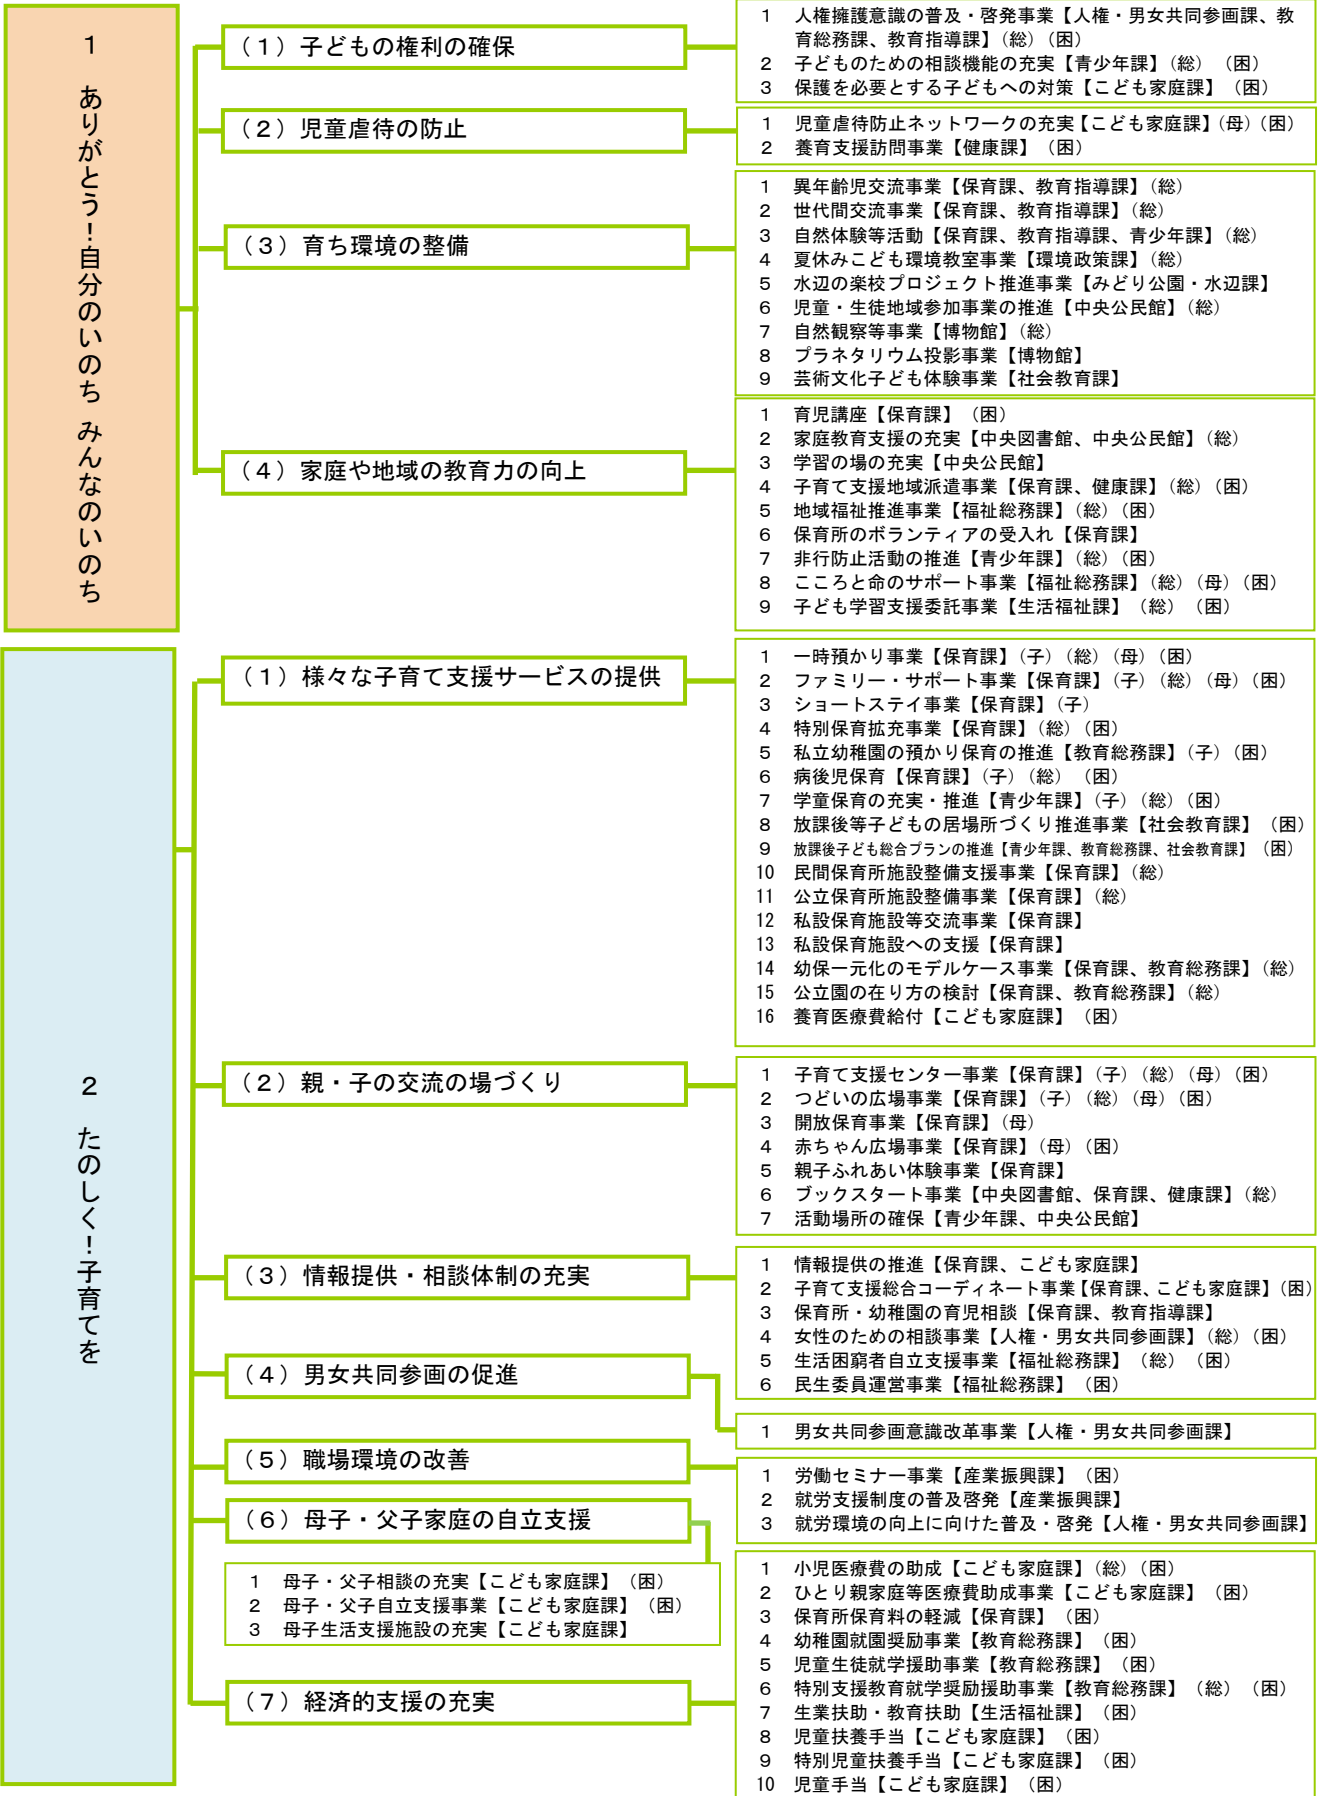 1 ありがとう！自分のいのち みんなのいのち
（1）子どもの権利の確保
1 人権擁護意識の普及・啓発事業【人権・男女共同参画課、教
育総務課、教育指導課】（総）（困）
2 子どものための相談機能の充実【青少年課】（総）（困）
3 保護を必要とする子どもへの対策【こども家庭課】（困）
（2）児童虐待の防止
1 児童虐待防止ネットワークの充実【こども家庭課】（母）（困）
2 養育支援訪問事業【健康課】（困）
（3）育ち環境の整備
1 異年齢児交流事業【保育課、教育指導課】（総）
2 世代間交流事業【保育課、教育指導課】（総）
3 自然体験等活動【保育課、教育指導課、青少年課】（総）
4 夏休みこども環境教室事業【環境政策課】（総）
5 水辺の楽校プロジェクト推進事業【みどり公園・水辺課】
6 児童・生徒地域参加事業の推進【中央公民館】（総）
7 自然観察等事業【博物館】（総）
8 プラネタリウム投影事業【博物館】
9 芸術文化子ども体験事業【社会教育課】
（4）家庭や地域の教育力の向上
1 育児講座【保育課】（困）
2 家庭教育支援の充実【中央図書館、中央公民館】（総）
3 学習の場の充実【中央公民館】
4 子育て支援地域派遣事業【保育課、健康課】（総）（困）
5 地域福祉推進事業【福祉総務課】（総）（困）
6 保育所のボランティアの受入れ【保育課】
7 非行防止活動の推進【青少年課】（総）（困）
8 こころと命のサポート事業【福祉総務課】（総）（母）（困）
9 子ども学習支援委託事業【生活福祉課】（総）（困）
2 たのしく！子育てを
（1）様々な子育て支援サービスの提供
1 一時預かり事業【保育課】（子）（総）（母）（困）
2 ファミリー・サポート事業【保育課】（子）（総）（母）（困）
3 ショートステイ事業【保育課】（子）
4 特別保育拡充事業【保育課】（総）（困）
5 私立幼稚園の預かり保育の推進【教育総務課】（子）（困）
6 病後児保育【保育課】（子）（総）（困）
7 学童保育の充実・推進【青少年課】（子）（総）（困）
8 放課後等子どもの居場所づくり推進事業【社会教育課】（困）
9 放課後子ども総合プランの推進【青少年課、教育総務課、社会教育課】（困）
10 民間保育所施設整備支援事業【保育課】（総）
11 公立保育所施設整備事業【保育課】（総）
12 私設保育施設等交流事業【保育課】
13 私設保育施設への支援【保育課】
14 幼保一元化のモデルケース事業【保育課、教育総務課】（総）
15 公立園の在り方の検討【保育課、教育総務課】（総）
16 養育医療費給付【こども家庭課】（困）
（2）親・子の交流の場づくり
1 子育て支援センター事業【保育課】（子）（総）（母）（困）
2 つどいの広場事業【保育課】（子）（総）（母）（困）
3 開放保育事業【保育課】（母）
4 赤ちゃん広場事業【保育課】（母）（困）
5 親子ふれあい体験事業【保育課】
6 ブックスタート事業【中央図書館、保育課、健康課】（総）
7 活動場所の確保【青少年課、中央公民館】
（3）情報提供・相談体制の充実
1 情報提供の推進【保育課、こども家庭課】
2 子育て支援総合コーディネート事業【保育課、こども家庭課】（困）
3 保育所・幼稚園の育児相談【保育課、教育指導課】
4 女性のための相談事業【人権・男女共同参画課】（総）（困）
5 生活困窮者自立支援事業【福祉総務課】（総）（困）
6 民生委員運営事業【福祉総務課】（困）
（4）男女共同参画の促進
1 男女共同参画意識改革事業【人権・男女共同参画課】
（5）職場環境の改善
1 労働セミナー事業【産業振興課】（困）
2 就労支援制度の普及啓発【産業振興課】
3 就労環境の向上に向けた普及・啓発【人権・男女共同参画課】
（6）母子・父子家庭の自立支援
1 母子・父子相談の充実【こども家庭課】（困）
2 母子・父子自立支援事業【こども家庭課】（困）
3 母子生活支援施設の充実【こども家庭課】
（7）経済的支援の充実
1 小児医療費の助成【こども家庭課】（総）（困）
2 ひとり親家庭等医療費助成事業【こども家庭課】（困）
3 保育所保育料の軽減【保育課】（困）
4 幼稚園就園奨励事業【教育総務課】（困）
5 児童生徒就学援助事業【教育総務課】（困）
6 特別支援教育就学奨励援助事業【教育総務課】（総）（困）
7 生業扶助・教育扶助【生活福祉課】（困）
8 児童扶養手当【こども家庭課】（困）
9 特別児童扶養手当【こども家庭課】（困）
10 児童手当【こども家庭課】（困）